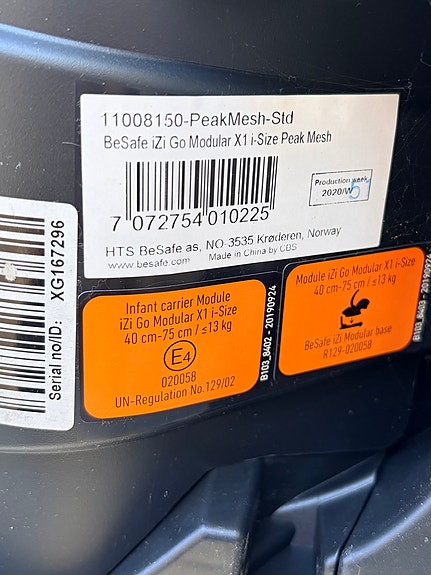 11008150-PeakMesh-Std
BeSafe iZi Go Modular X1 i-Size Peak Mesh
Production week
2020/W51
7 072754 010225
HTS BeSafe as, NO-3535 Krøderen, Norway
www.besafe.com Made in China by CBS
Serial no/ID: XG167296
Infant carrier Module
iZi Go Modular X1 i-Size
40 cm-75 cm / ≤13 kg
E4
020058
UN-Regulation No.129/02
B103_8402 - 20190924
Module iZi Go Modular X1 i-Size
40 cm-75 cm / ≤13 kg
BeSafe iZi Modular base
R129-020058
B103_8403 - 20190924